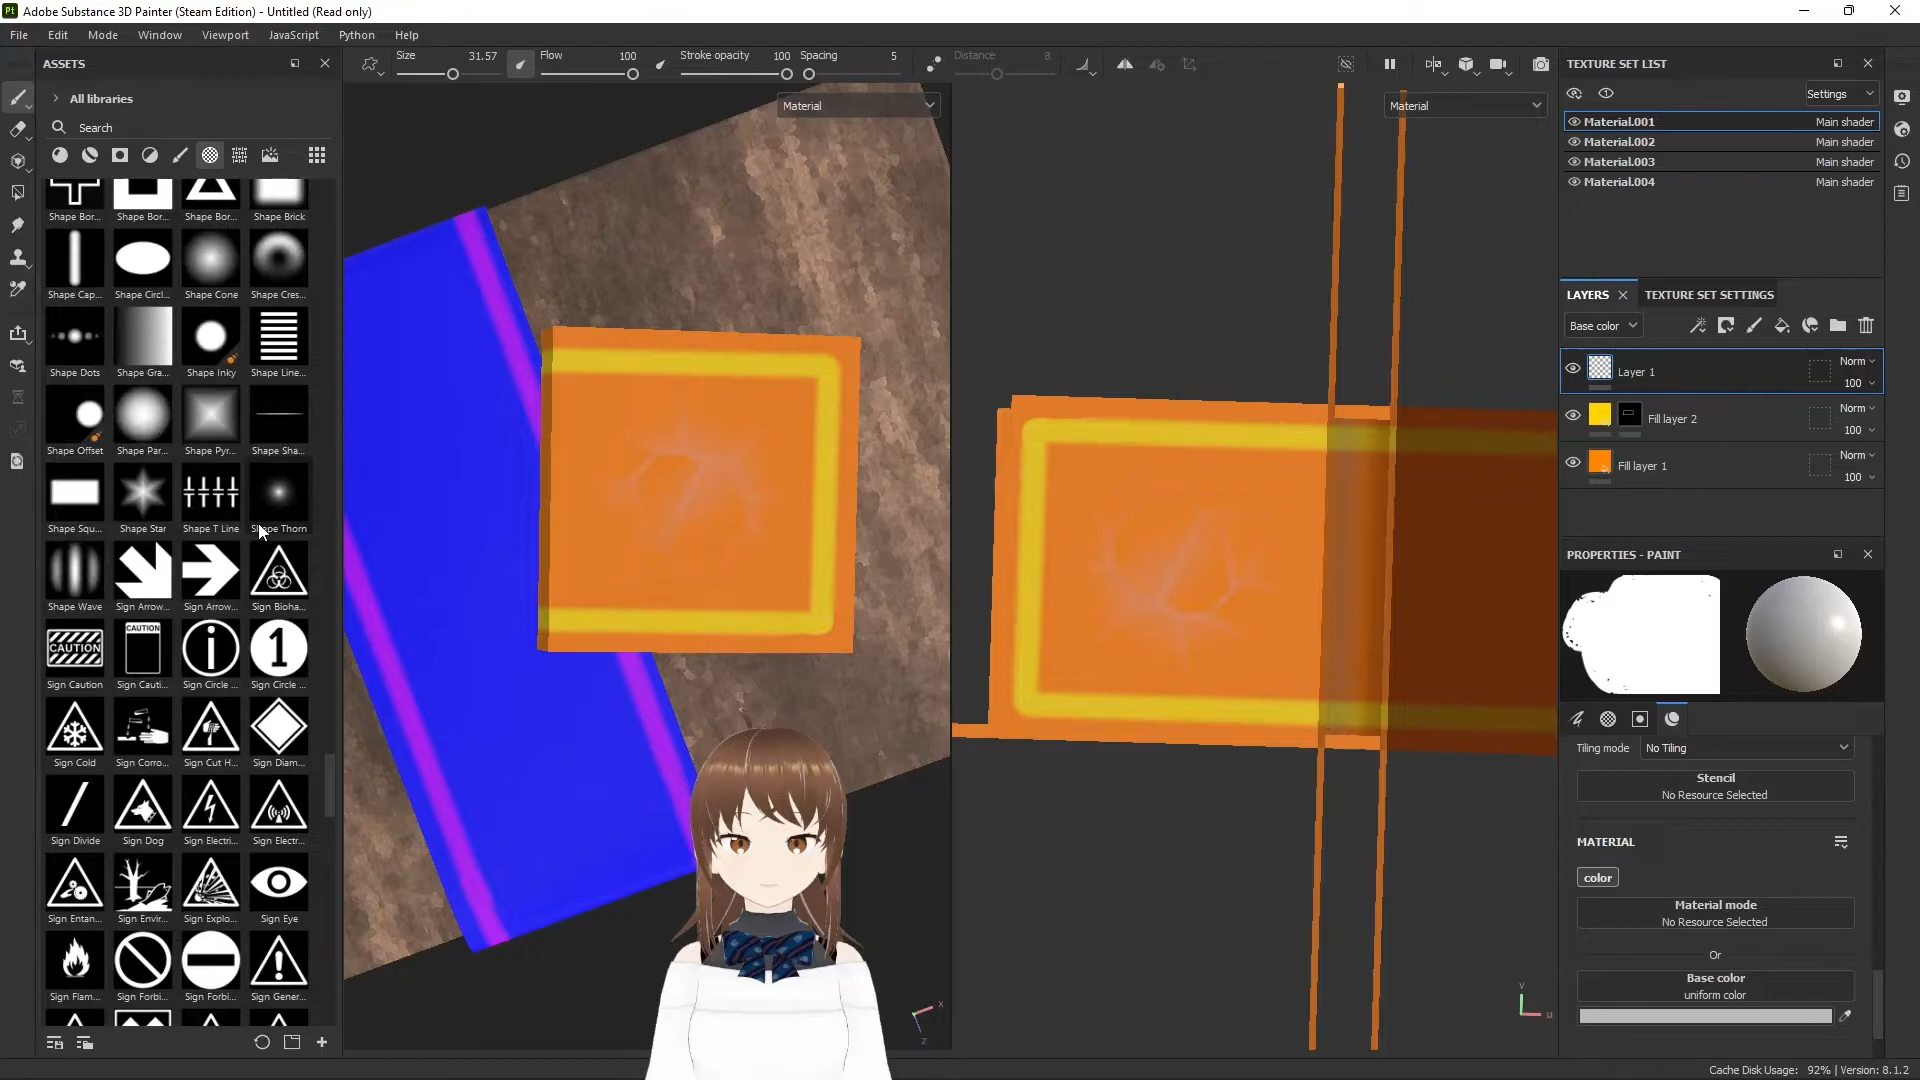 Pt Adobe Substance 3D Painter (Steam Edition) - Untitled (Read only)
File Edit Mode Window Viewport JavaScript Python Help
ASSETS
All libraries
Search
Shape Bor... Shape Bor... Shape Bor... Shape Brick
Shape Cap... Shape Circl... Shape Cone Shape Cres...
Shape Dots Shape Gra... Shape Inky Shape Line...
Shape Offset Shape Par... Shape Pyr... Shape Sha...
Shape Squ... Shape Star Shape T Line Shape Thorn
Shape Wave Sign Arrow... Sign Arrow... Sign Bioha...
CAUTION CAUTION 1
Sign Caution Sign Cauti... Sign Circle ... Sign Circle ...
Sign Cold Sign Corro... Sign Cut H... Sign Diam...
Sign Divide Sign Dog Sign Electri... Sign Electr...
Sign Entan... Sign Envir... Sign Explo... Sign Eye
Sign Flam... Sign Forbi... Sign Forbi... Sign Gener...
Size 31.57 Flow 100 Stroke opacity 100 Spacing 5 Distance 8
Material
Material
TEXTURE SET LIST
Settings
Material.001 Main shader
Material.002 Main shader
Material.003 Main shader
Material.004 Main shader
LAYERS TEXTURE SET SETTINGS
Base color
Layer 1 Norm 100
Fill layer 2 Norm 100
Fill layer 1 Norm 100
PROPERTIES - PAINT
Tiling mode No Tiling
Stencil
No Resource Selected
MATERIAL
color
Material mode
No Resource Selected
Or
Base color
uniform color
Cache Disk Usage: 92% | Version: 8.1.2